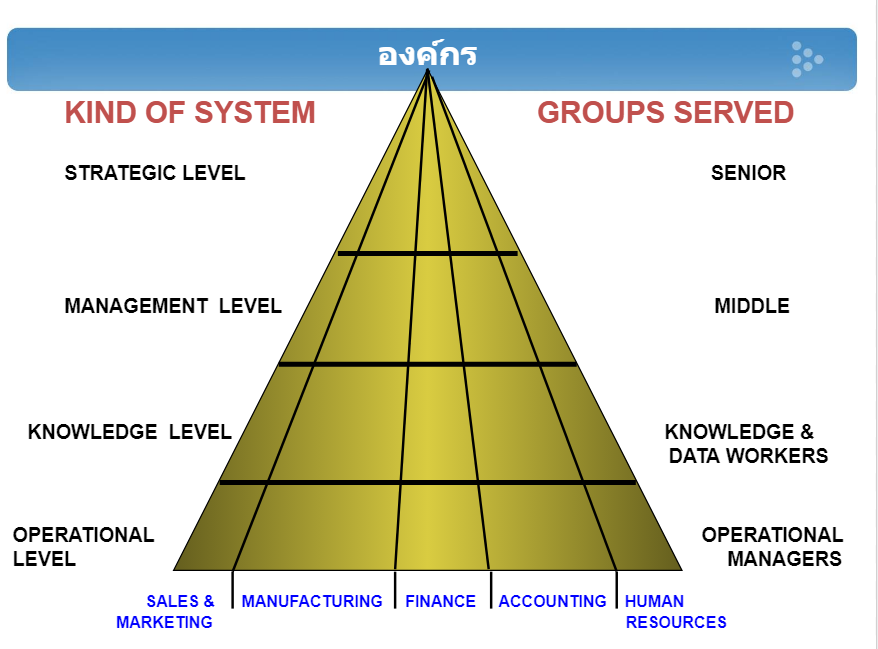 องค์กร
KIND OF SYSTEM
GROUPS SERVED
STRATEGIC LEVEL
SENIOR
MANAGEMENT LEVEL
MIDDLE
KNOWLEDGE LEVEL
KNOWLEDGE &
DATA WORKERS
OPERATIONAL
LEVEL
OPERATIONAL
MANAGERS
SALES &
MARKETING
MANUFACTURING
FINANCE
ACCOUNTING
HUMAN
RESOURCES